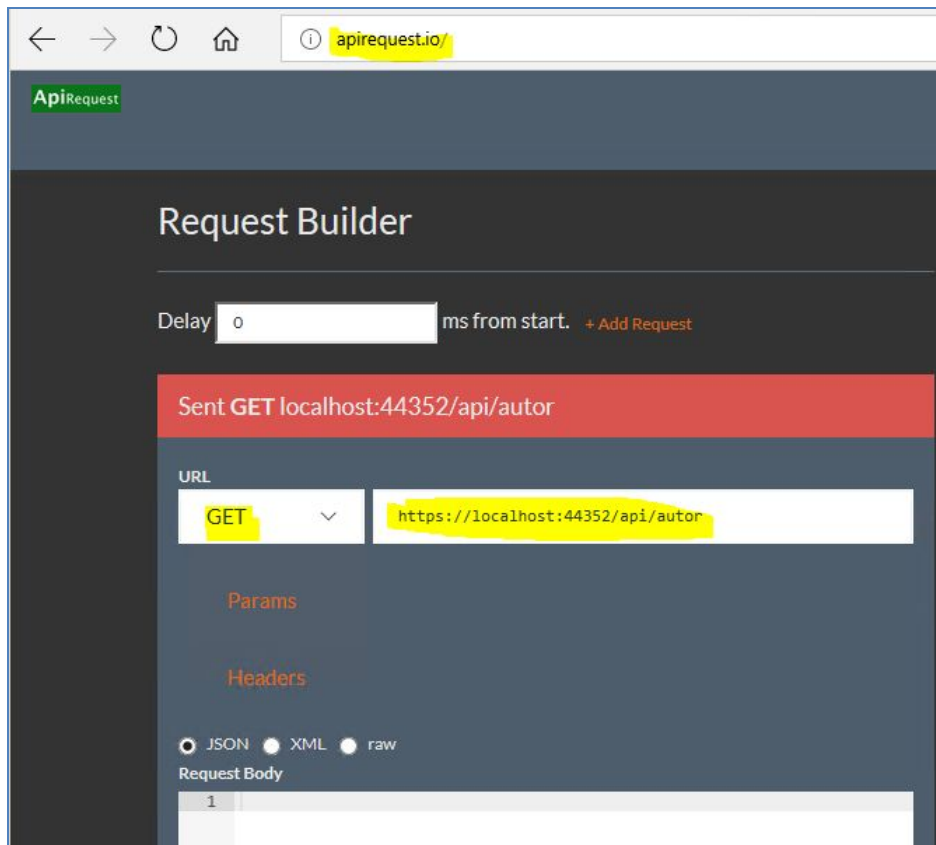 apirequest.io/
ApiRequest
Request Builder
Delay 0 ms from start. + Add Request
Sent GET localhost:44352/api/autor
URL
GET https://localhost:44352/api/autor
Params
Headers
JSON XML raw
Request Body
1